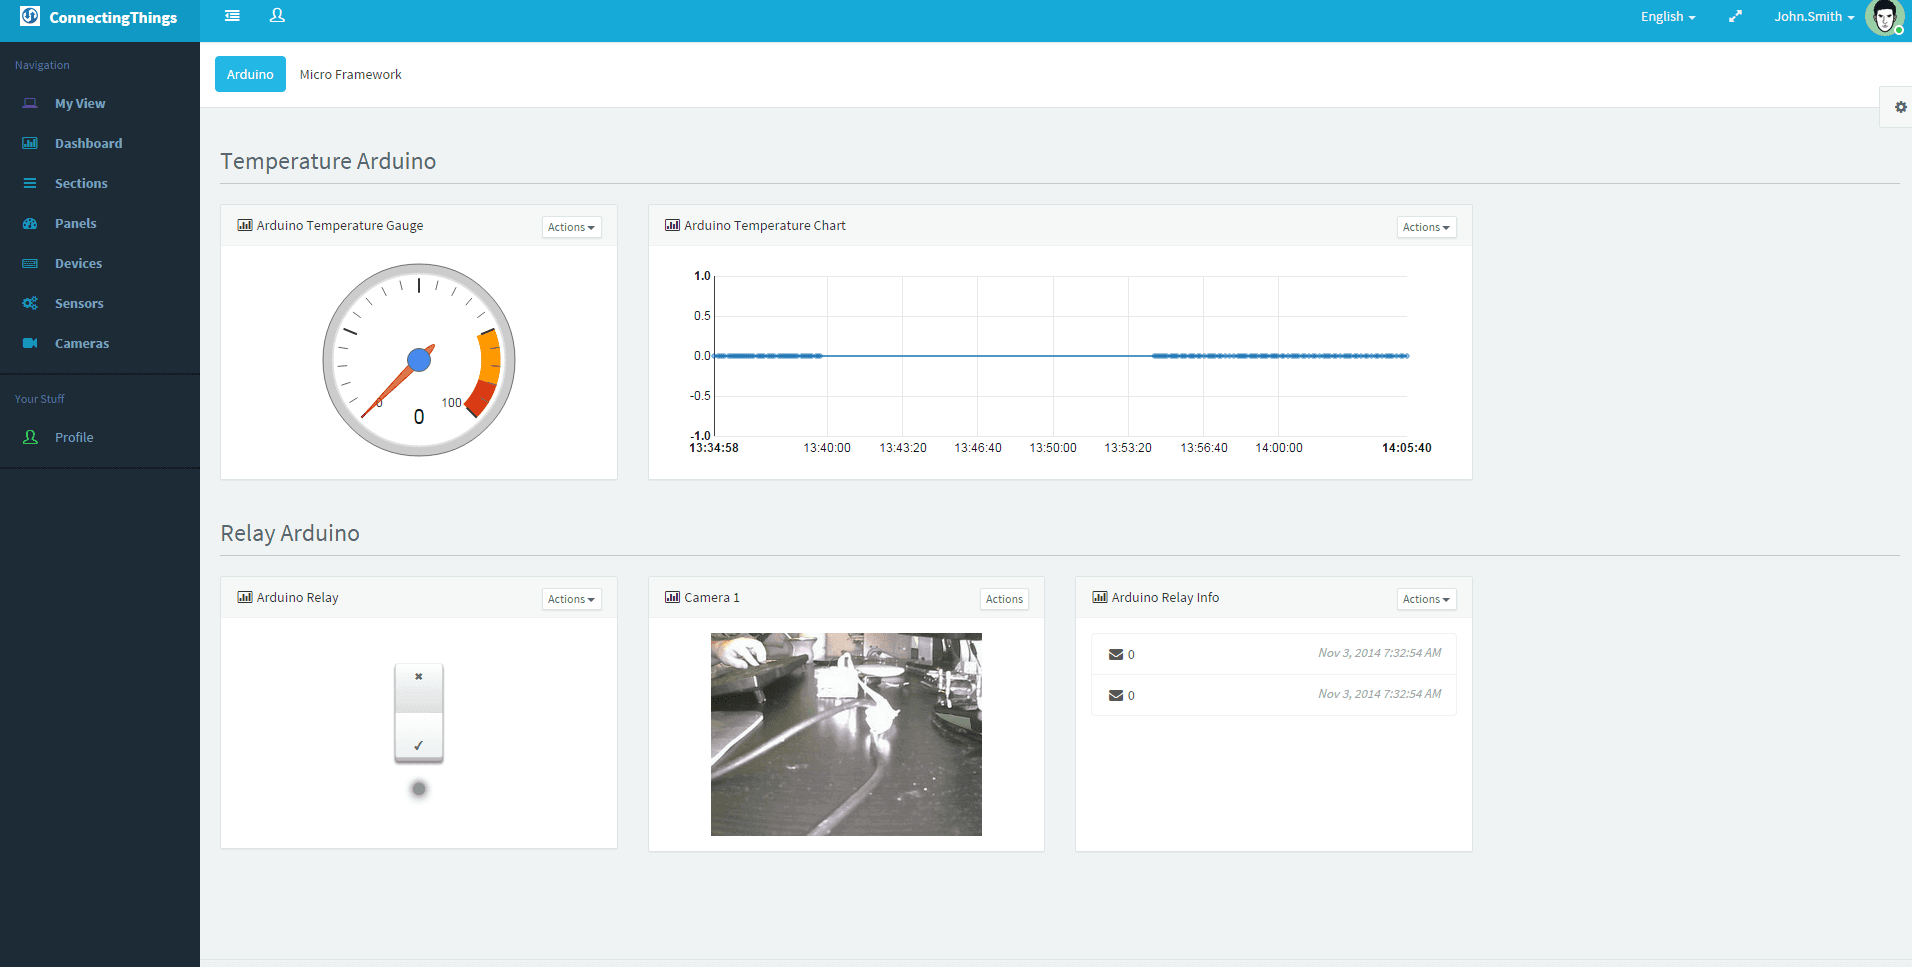 ConnectingThings
English
John.Smith
Navigation
My View
Dashboard
Sections
Panels
Devices
Sensors
Cameras
Your Stuff
Profile
Arduino
Micro Framework
Temperature Arduino
Arduino Temperature Gauge
Actions
0
100
0
Arduino Temperature Chart
Actions
1.0
0.5
0.0
-0.5
-1.0
13:34:58
13:40:00
13:43:20
13:46:40
13:50:00
13:53:20
13:56:40
14:00:00
14:05:40
Relay Arduino
Arduino Relay
Actions
Camera 1
Actions
Arduino Relay Info
Actions
0
Nov 3, 2014 7:32:54 AM
0
Nov 3, 2014 7:32:54 AM